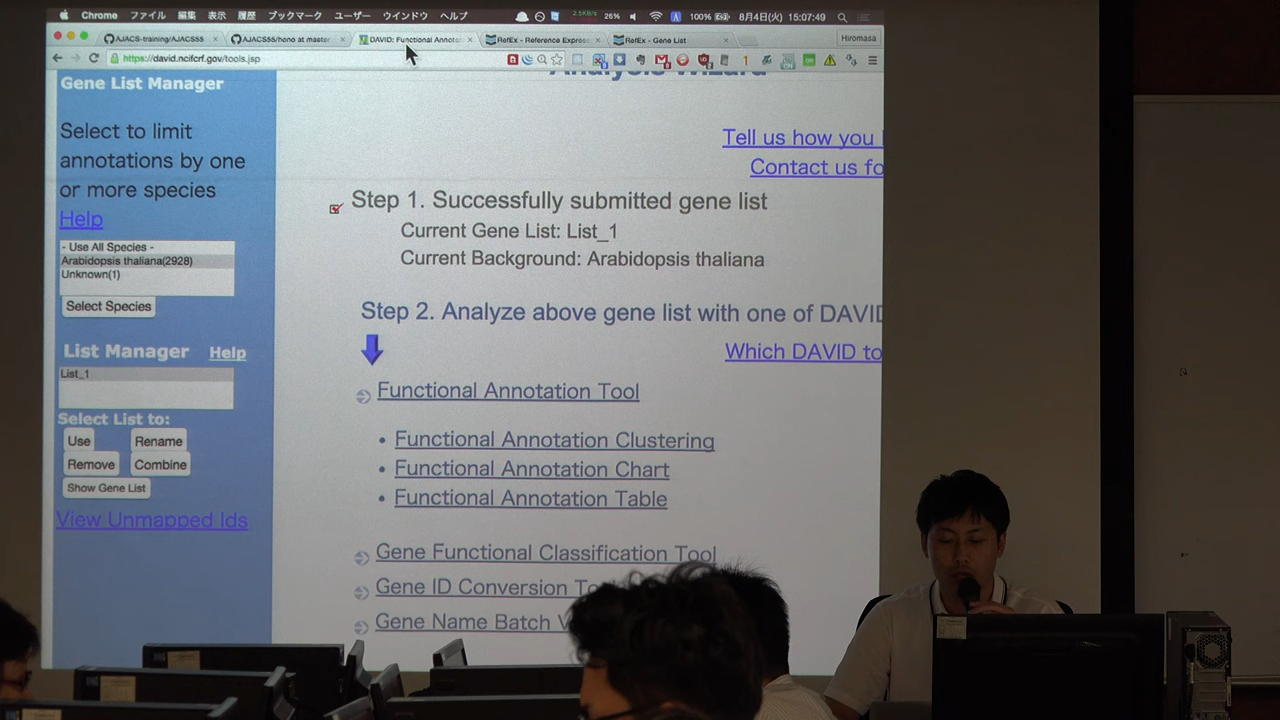 Chrome ファイル 編集 表示 履歴 ブックマーク ユーザー ウインドウ ヘルプ 2.5KB/s 26% 100% 8月4日(火) 15:07:49
AJACS-training/AJACS55 × AJACS55/hono at master × DAVID: Functional Annotat × RefEx - Reference Express × RefEx - Gene List × Hiromasa
https://david.ncifcrf.gov/tools.jsp
Analysis Wizard
Gene List Manager
Select to limit
annotations by one
or more species
Help
- Use All Species -
Arabidopsis thaliana(2928)
Unknown(1)
Select Species
List Manager Help
List_1
Select List to:
Use Rename
Remove Combine
Show Gene List
View Unmapped Ids
Tell us how you
Contact us fo
Step 1. Successfully submitted gene list
Current Gene List: List_1
Current Background: Arabidopsis thaliana
Step 2. Analyze above gene list with one of DAVID
Which DAVID to
Functional Annotation Tool
• Functional Annotation Clustering
• Functional Annotation Chart
• Functional Annotation Table
Gene Functional Classification Tool
Gene ID Conversion To
Gene Name Batch V